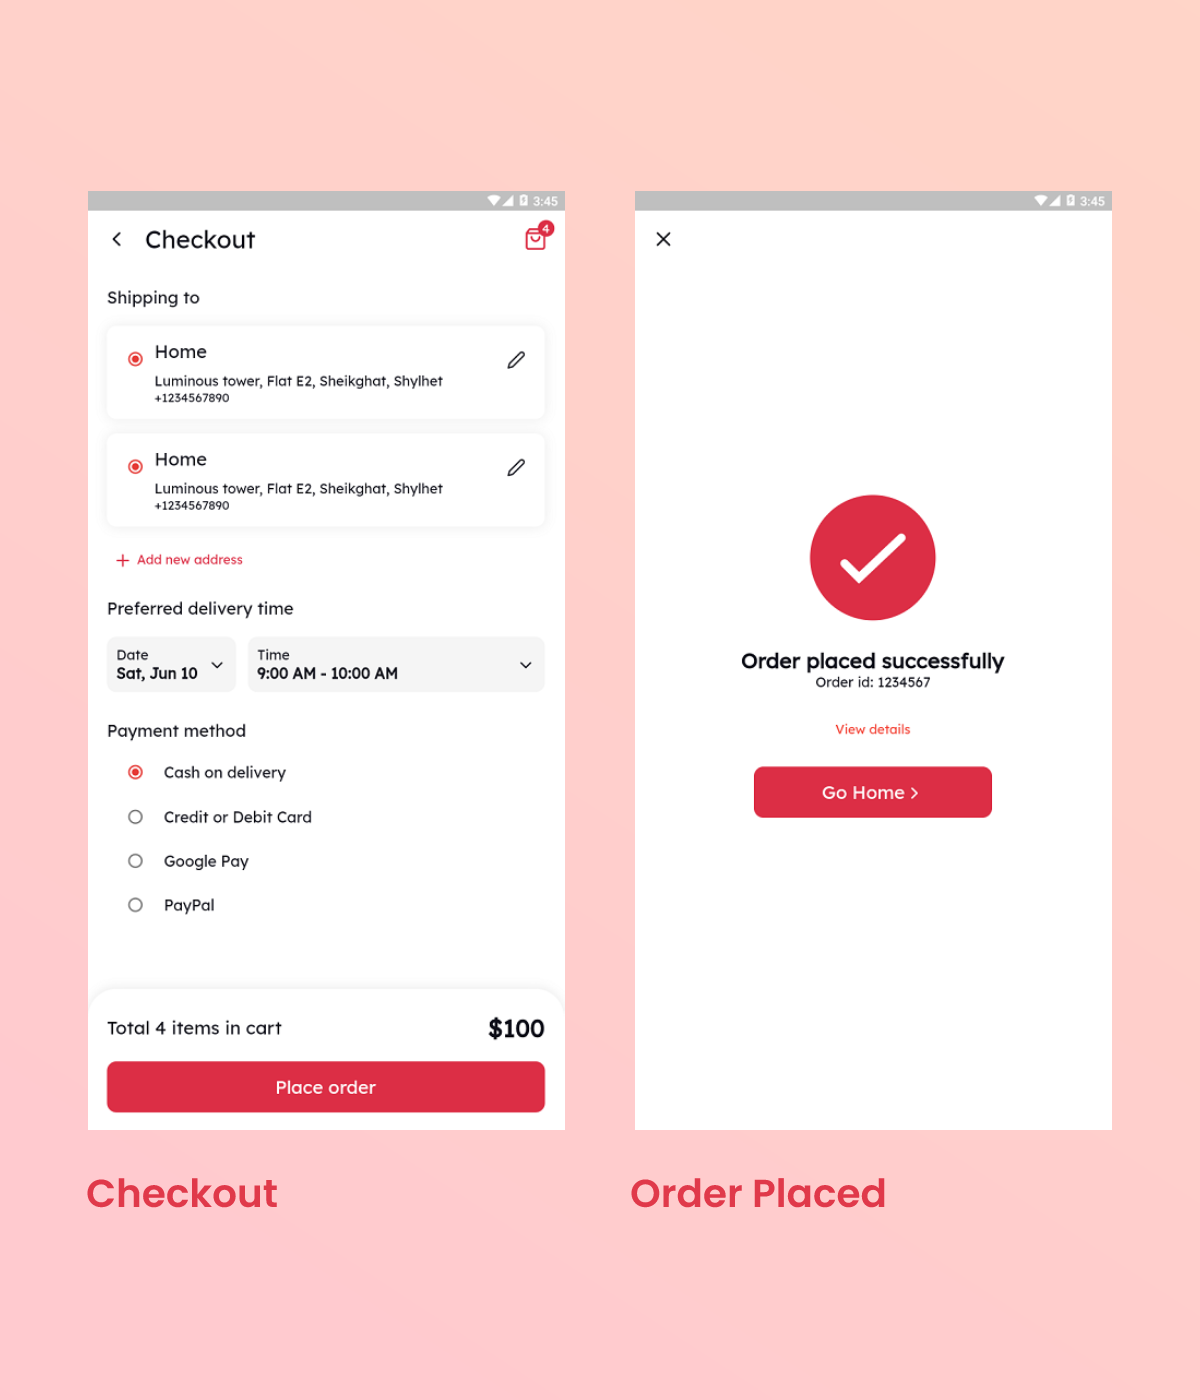 3:45
Checkout
4
Shipping to
Home
Luminous tower, Flat E2, Sheikghat, Shylhet
+1234567890
Home
Luminous tower, Flat E2, Sheikghat, Shylhet
+1234567890
Add new address
Preferred delivery time
Date
Sat, Jun 10
Time
9:00 AM - 10:00 AM
Payment method
Cash on delivery
Credit or Debit Card
Google Pay
PayPal
Total 4 items in cart
$100
Place order
Checkout
3:45
Order placed successfully
Order id: 1234567
View details
Go Home
Order Placed